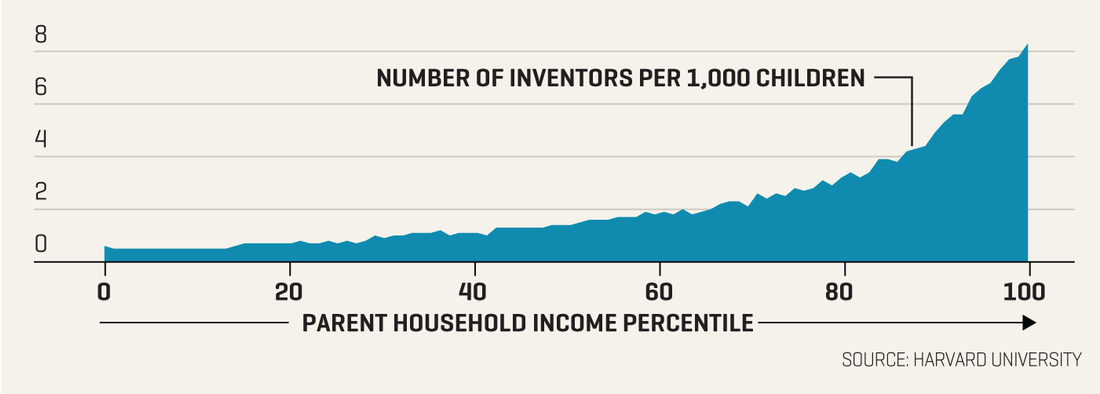 8
6
4
2
0
NUMBER OF INVENTORS PER 1,000 CHILDREN
0 20 40 60 80 100
PARENT HOUSEHOLD INCOME PERCENTILE
SOURCE: HARVARD UNIVERSITY